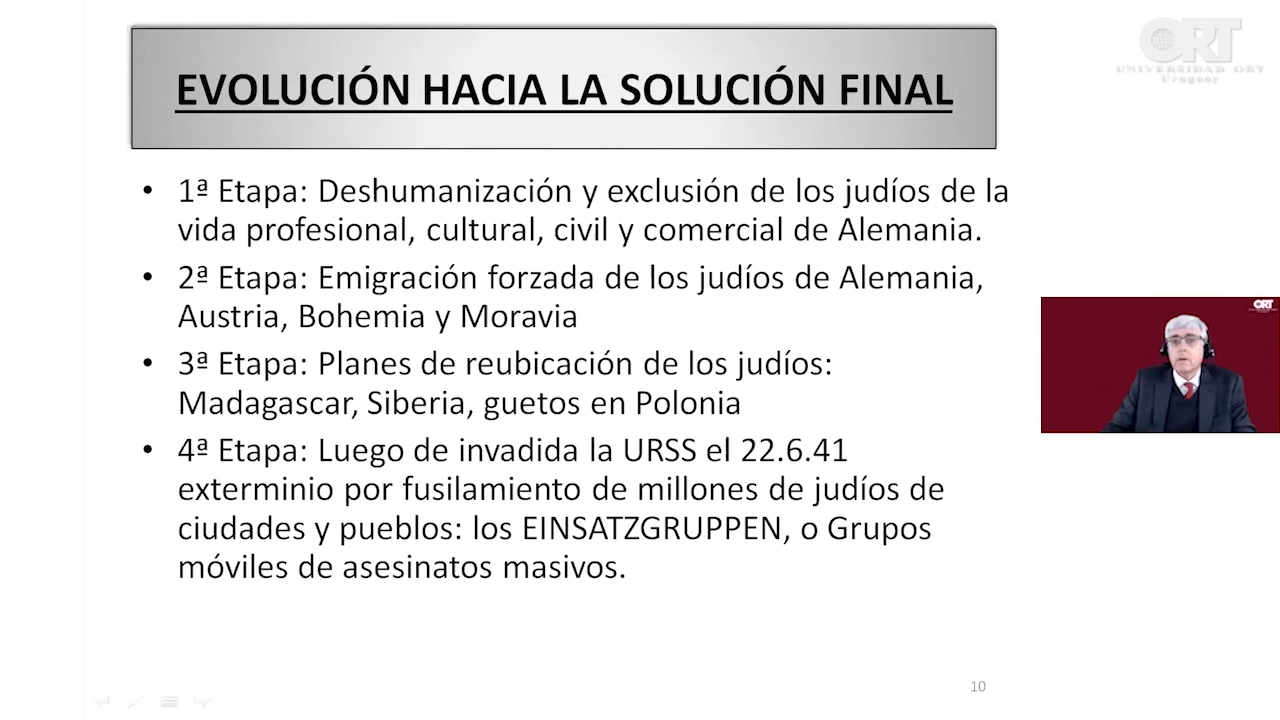 ORT
UNIVERSIDAD ORT
Uruguay
EVOLUCIÓN HACIA LA SOLUCIÓN FINAL
• 1ª Etapa: Deshumanización y exclusión de los judíos de la
vida profesional, cultural, civil y comercial de Alemania.
• 2ª Etapa: Emigración forzada de los judíos de Alemania,
Austria, Bohemia y Moravia
• 3ª Etapa: Planes de reubicación de los judíos:
Madagascar, Siberia, guetos en Polonia
• 4ª Etapa: Luego de invadida la URSS el 22.6.41
exterminio por fusilamiento de millones de judíos de
ciudades y pueblos: los EINSATZGRUPPEN, o Grupos
móviles de asesinatos masivos.
ORT
10